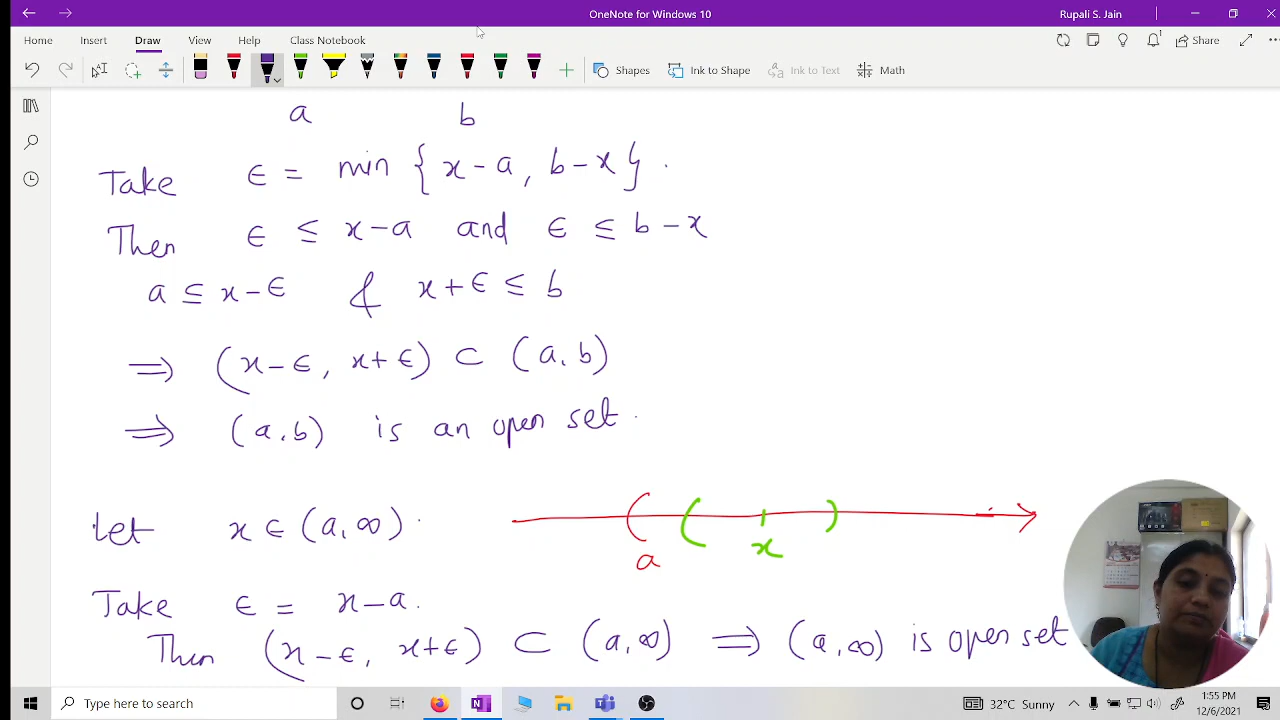 OneNote for Windows 10
Rupali S. Jain
Home Insert Draw View Help Class Notebook
Share
Shapes Ink to Shape Ink to Text Math
a b
Take ϵ = min { x-a, b-x } .
Then ϵ ≤ x-a and ϵ ≤ b-x
a ≤ x-ϵ & x+ϵ ≤ b
⇒ (x-ϵ, x+ϵ) ⊂ (a,b)
⇒ (a,b) is an open set.
Let x ∈ (a,∞).
a x
Take ϵ = x-a.
Then (x-ϵ, x+ϵ) ⊂ (a,∞) ⇒ (a,∞) is open set
Type here to search
32°C Sunny
ENG
1:55 PM
12/6/2021